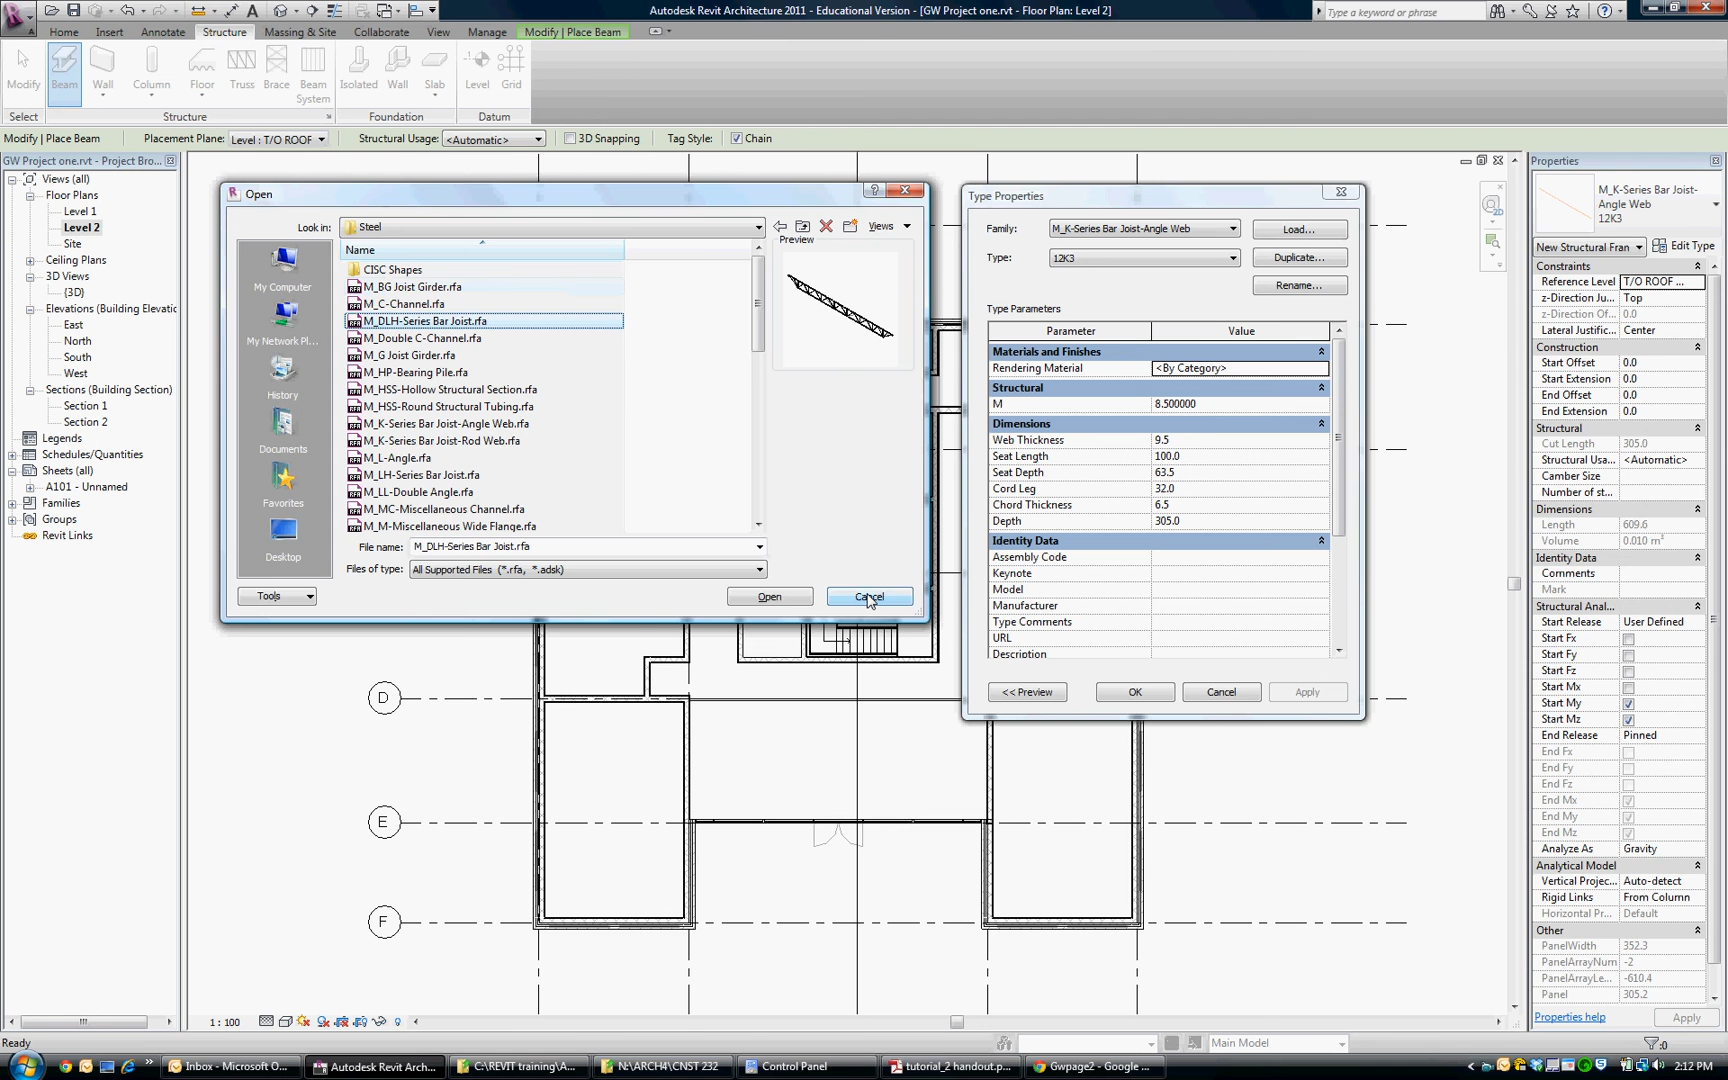 Autodesk Revit Architecture 2011 - Educational Version - [GW Project one.rvt - Floor Plan: Level 2]
Type a keyword or phrase
Home Insert Annotate Structure Massing & Site Collaborate View Manage Modify | Place Beam
Modify Beam Wall Column Floor Truss Brace Beam System Isolated Wall Slab Level Grid
Select Structure Foundation Datum
Modify | Place Beam Placement Plane: Level : T/O ROOF Structural Usage: <Automatic> 3D Snapping Tag Style: Chain
GW Project one.rvt - Project Bro...
Views (all)
Floor Plans
Level 1
Level 2
Site
Ceiling Plans
3D Views
{3D}
Elevations (Building Elevation)
East
North
South
West
Sections (Building Section)
Section 1
Section 2
Legends
Schedules/Quantities
Sheets (all)
A101 - Unnamed
Families
Groups
Revit Links
Open
Look in: Steel
Views
My Computer
My Network Pl...
History
Documents
Favorites
Desktop
Name
CISC Shapes
M_BG Joist Girder.rfa
M_C-Channel.rfa
M_DLH-Series Bar Joist.rfa
M_Double C-Channel.rfa
M_G Joist Girder.rfa
M_HP-Bearing Pile.rfa
M_HSS-Hollow Structural Section.rfa
M_HSS-Round Structural Tubing.rfa
M_K-Series Bar Joist-Angle Web.rfa
M_K-Series Bar Joist-Rod Web.rfa
M_L-Angle.rfa
M_LH-Series Bar Joist.rfa
M_LL-Double Angle.rfa
M_MC-Miscellaneous Channel.rfa
M_M-Miscellaneous Wide Flange.rfa
Preview
File name: M_DLH-Series Bar Joist.rfa
Files of type: All Supported Files (*.rfa, *.adsk)
Tools Open Cancel
D
E
F
Type Properties
Family: M_K-Series Bar Joist-Angle Web Load...
Type: 12K3 Duplicate...
Rename...
Type Parameters
Parameter Value
Materials and Finishes
Rendering Material <By Category>
Structural
M 8.500000
Dimensions
Web Thickness 9.5
Seat Length 100.0
Seat Depth 63.5
Cord Leg 32.0
Chord Thickness 6.5
Depth 305.0
Identity Data
Assembly Code
Keynote
Model
Manufacturer
Type Comments
URL
Description
<< Preview OK Cancel Apply
Properties
M_K-Series Bar Joist-
Angle Web
12K3
New Structural Fran Edit Type
Constraints
Reference Level T/O ROOF ...
z-Direction Ju... Top
z-Direction Of... 0.0
Lateral Justific... Center
Construction
Start Offset 0.0
Start Extension 0.0
End Offset 0.0
End Extension 0.0
Structural
Cut Length 305.0
Structural Usa... <Automatic>
Camber Size
Number of st...
Dimensions
Length 609.6
Volume 0.010 m³
Identity Data
Comments
Mark
Structural Anal...
Start Release User Defined
Start Fx
Start Fy
Start Fz
Start Mx
Start My
Start Mz
End Release Pinned
End Fx
End Fy
End Fz
End Mx
End My
End Mz
Analyze As Gravity
Analytical Model
Vertical Projec... Auto-detect
Rigid Links From Column
Horizontal Pr... Default
Other
PanelWidth 352.3
PanelArrayNum -2
PanelArrayLe... -610.4
Panel 305.2
Properties help Apply
1 : 100
Ready
Main Model
:0
Inbox - Microsoft O... Autodesk Revit Archi... C:\REVIT training\A... N:\ARCH4\CNST 232 Control Panel tutorial_2 handout.p... Gwpage2 - Google ... 2:12 PM